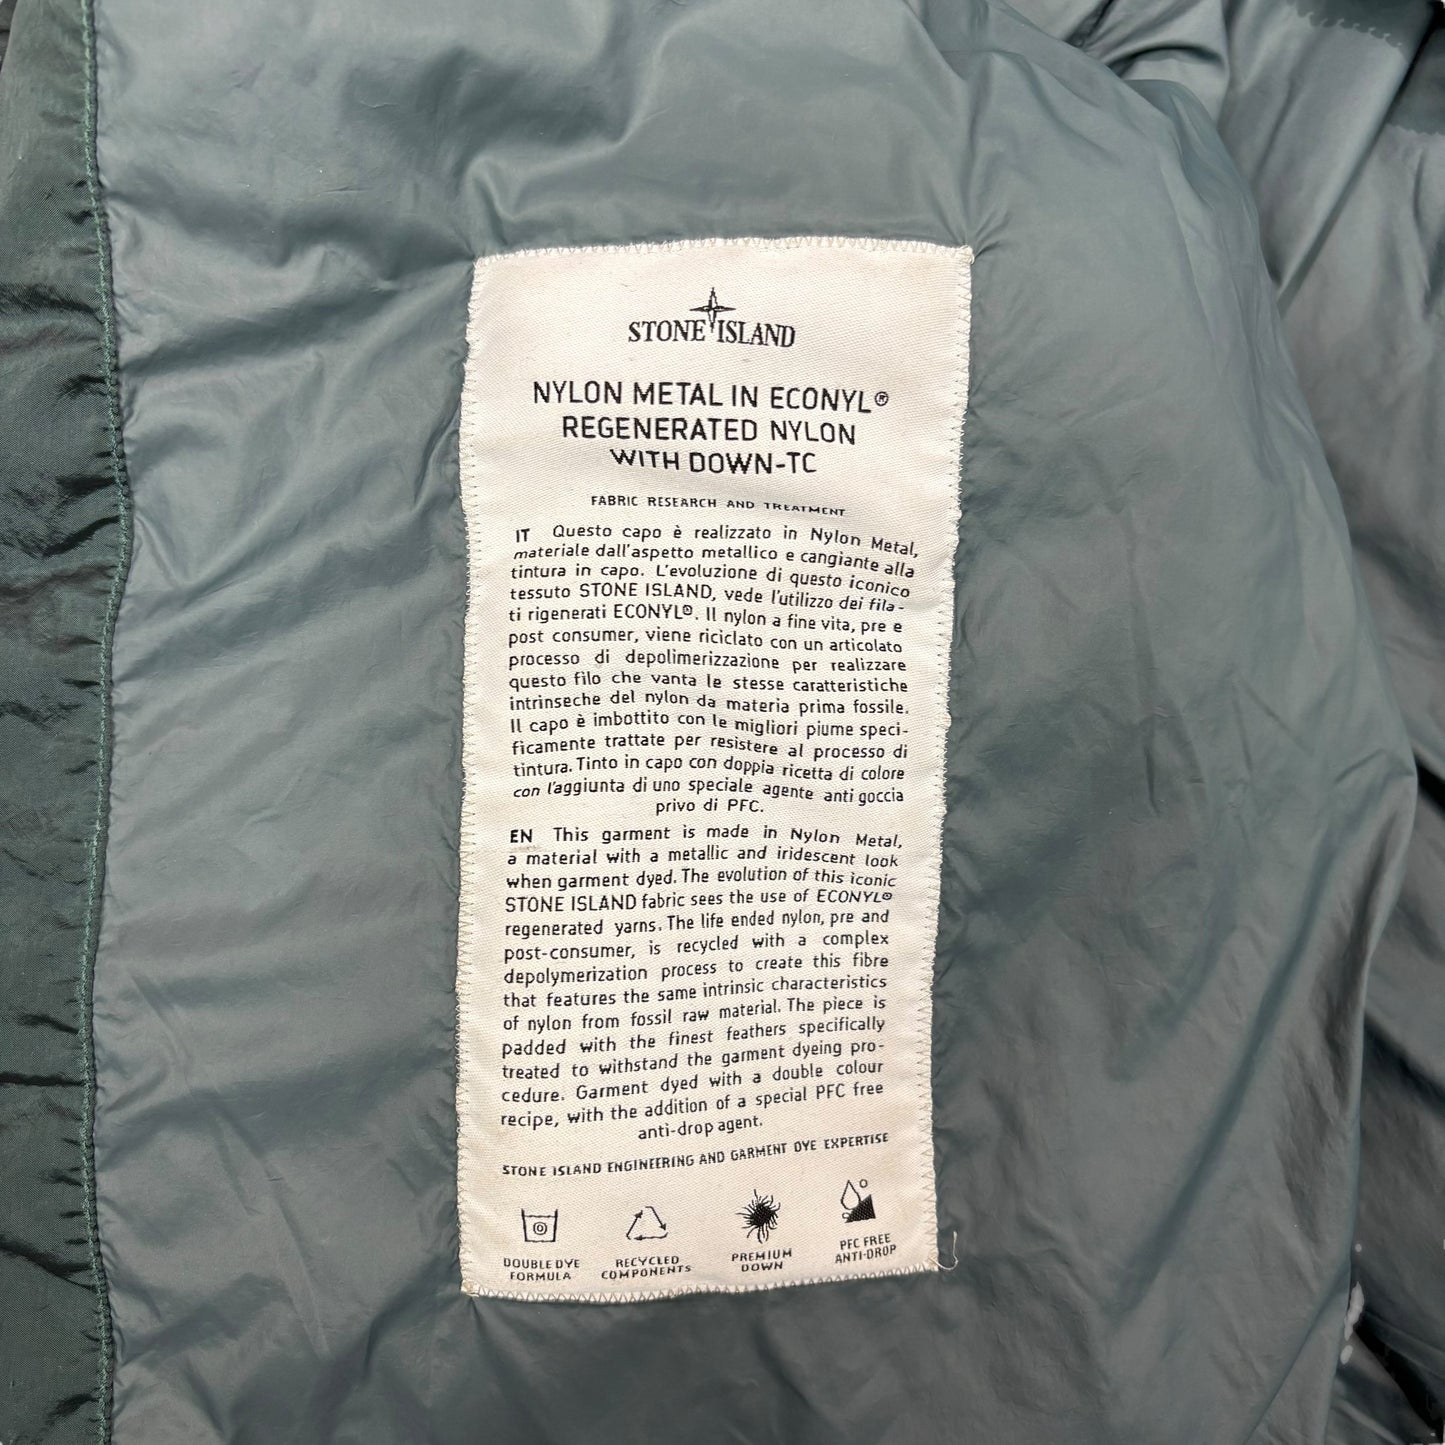 STONE ISLAND
NYLON METAL IN ECONYL®
REGENERATED NYLON
WITH DOWN-TC
FABRIC RESEARCH AND TREATMENT
IT Questo capo è realizzato in Nylon Metal,
materiale dall'aspetto metallico e cangiante alla
tintura in capo. L'evoluzione di questo iconico
tessuto STONE ISLAND, vede l'utilizzo dei fila-
ti rigenerati ECONYL®. Il nylon a fine vita, pre e
post consumer, viene riciclato con un articolato
processo di depolimerizzazione per realizzare
questo filo che vanta le stesse caratteristiche
intrinseche del nylon da materia prima fossile.
Il capo è imbottito con le migliori piume speci-
ficamente trattate per resistere al processo di
tintura. Tinto in capo con doppia ricetta di colore
con l'aggiunta di uno speciale agente anti goccia
privo di PFC.
EN This garment is made in Nylon Metal,
a material with a metallic and iridescent look
when garment dyed. The evolution of this iconic
STONE ISLAND fabric sees the use of ECONYL®
regenerated yarns. The life ended nylon, pre and
post-consumer, is recycled with a complex
depolymerization process to create this fibre
that features the same intrinsic characteristics
of nylon from fossil raw material. The piece is
padded with the finest feathers specifically
treated to withstand the garment dyeing pro-
cedure. Garment dyed with a double colour
recipe, with the addition of a special PFC free
anti-drop agent.
STONE ISLAND ENGINEERING AND GARMENT DYE EXPERTISE
DOUBLE DYE
FORMULA
RECYCLED
COMPONENTS
PREMIUM
DOWN
PFC FREE
ANTI-DROP